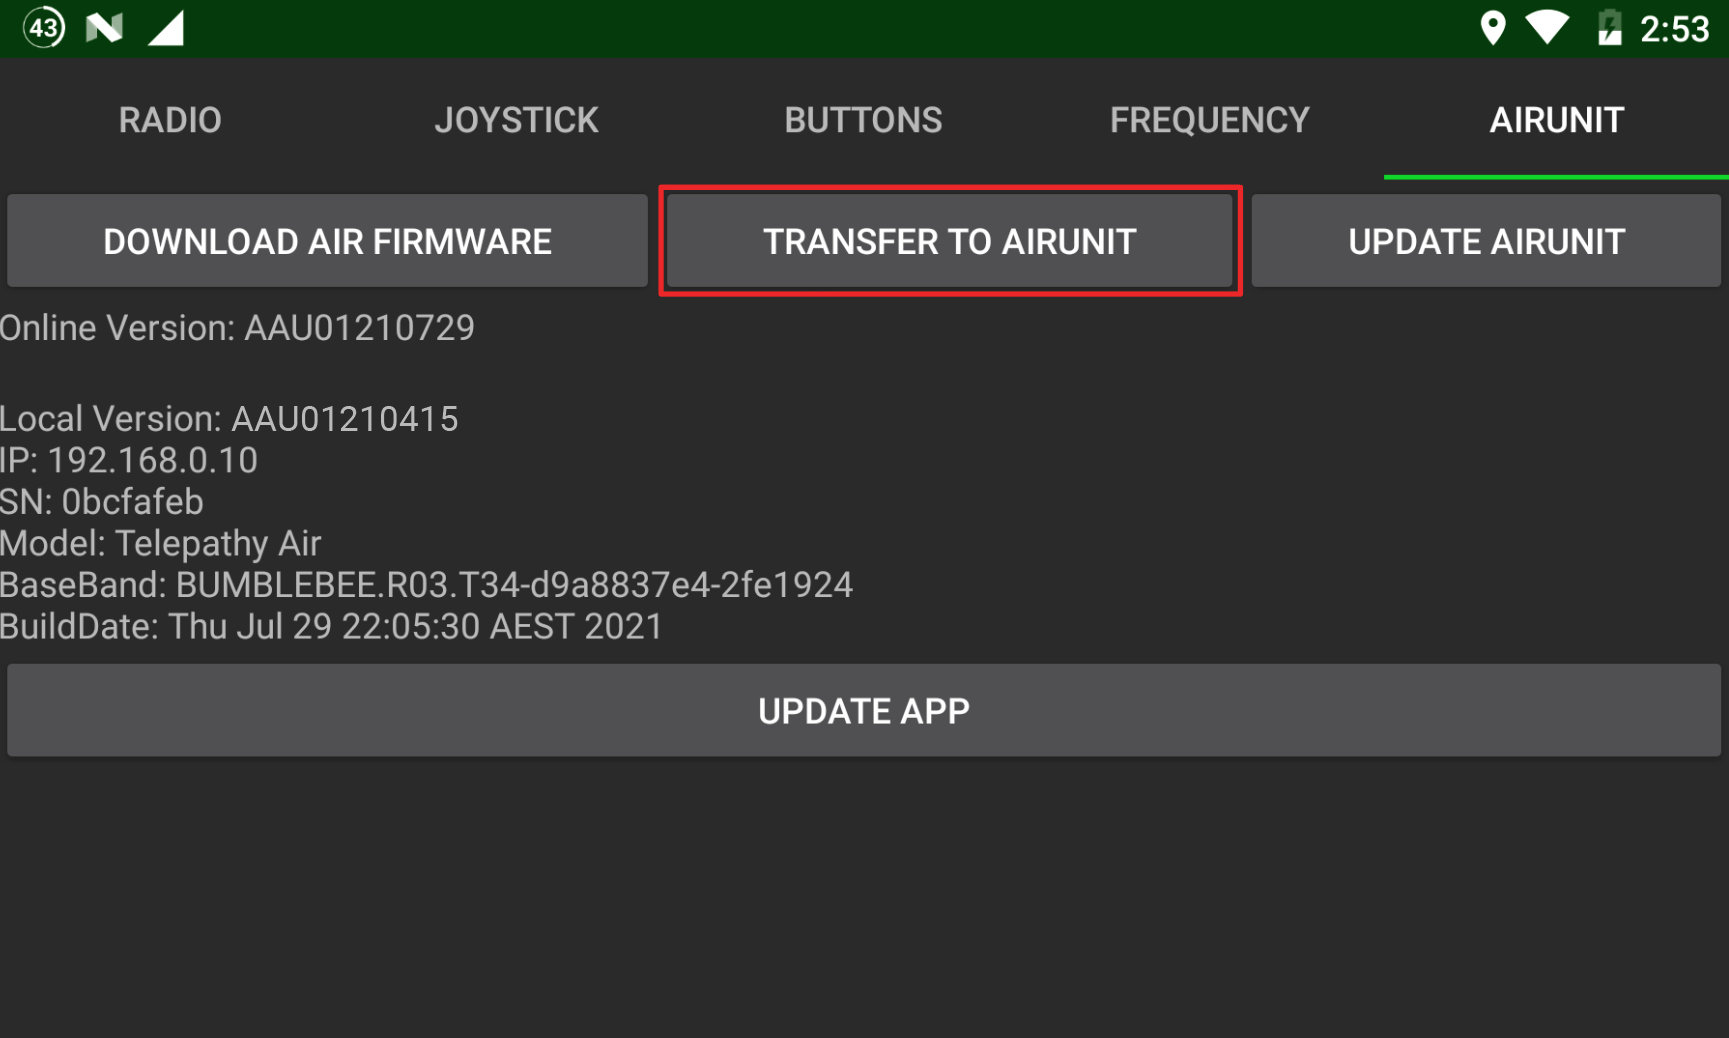 43 2:53
RADIO JOYSTICK BUTTONS FREQUENCY AIRUNIT
DOWNLOAD AIR FIRMWARE TRANSFER TO AIRUNIT UPDATE AIRUNIT
Online Version: AAU01210729
Local Version: AAU01210415
IP: 192.168.0.10
SN: 0bcfafeb
Model: Telepathy Air
BaseBand: BUMBLEBEE.R03.T34-d9a8837e4-2fe1924
BuildDate: Thu Jul 29 22:05:30 AEST 2021
UPDATE APP